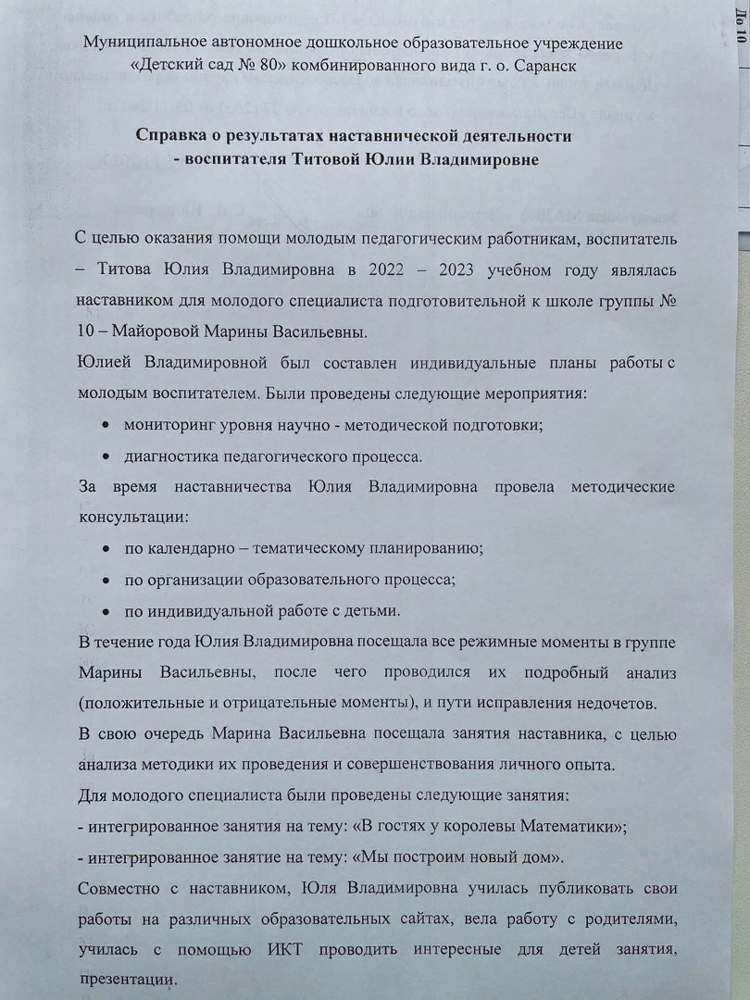 До 10
Муниципальное автономное дошкольное образовательное учреждение
«Детский сад № 80» комбинированного вида г. о. Саранск
Справка о результатах наставнической деятельности
- воспитателя Титовой Юлии Владимировне
С целью оказания помощи молодым педагогическим работникам, воспитатель
– Титова Юлия Владимировна в 2022 – 2023 учебном году являлась
наставником для молодого специалиста подготовительной к школе группы №
10 – Майоровой Марины Васильевны.
Юлией Владимировной был составлен индивидуальные планы работы с
молодым воспитателем. Были проведены следующие мероприятия:
• мониторинг уровня научно - методической подготовки;
• диагностика педагогического процесса.
За время наставничества Юлия Владимировна провела методические
консультации:
• по календарно – тематическому планированию;
• по организации образовательного процесса;
• по индивидуальной работе с детьми.
В течение года Юлия Владимировна посещала все режимные моменты в группе
Марины Васильевны, после чего проводился их подробный анализ
(положительные и отрицательные моменты), и пути исправления недочетов.
В свою очередь Марина Васильевна посещала занятия наставника, с целью
анализа методики их проведения и совершенствования личного опыта.
Для молодого специалиста были проведены следующие занятия:
- интегрированное занятия на тему: «В гостях у королевы Математики»;
- интегрированное занятие на тему: «Мы построим новый дом».
Совместно с наставником, Юля Владимировна училась публиковать свои
работы на различных образовательных сайтах, вела работу с родителями,
училась с помощью ИКТ проводить интересные для детей занятия,
презентации.